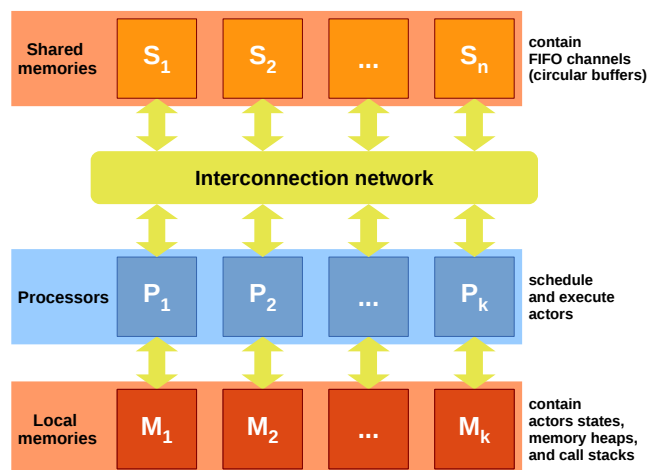 Shared
memories
S1 S2 ... Sn
contain
FIFO channels
(circular buffers)
Interconnection network
Processors
P1 P2 ... Pk
schedule
and execute
actors
Local
memories
M1 M2 ... Mk
contain
actors states,
memory heaps,
and call stacks